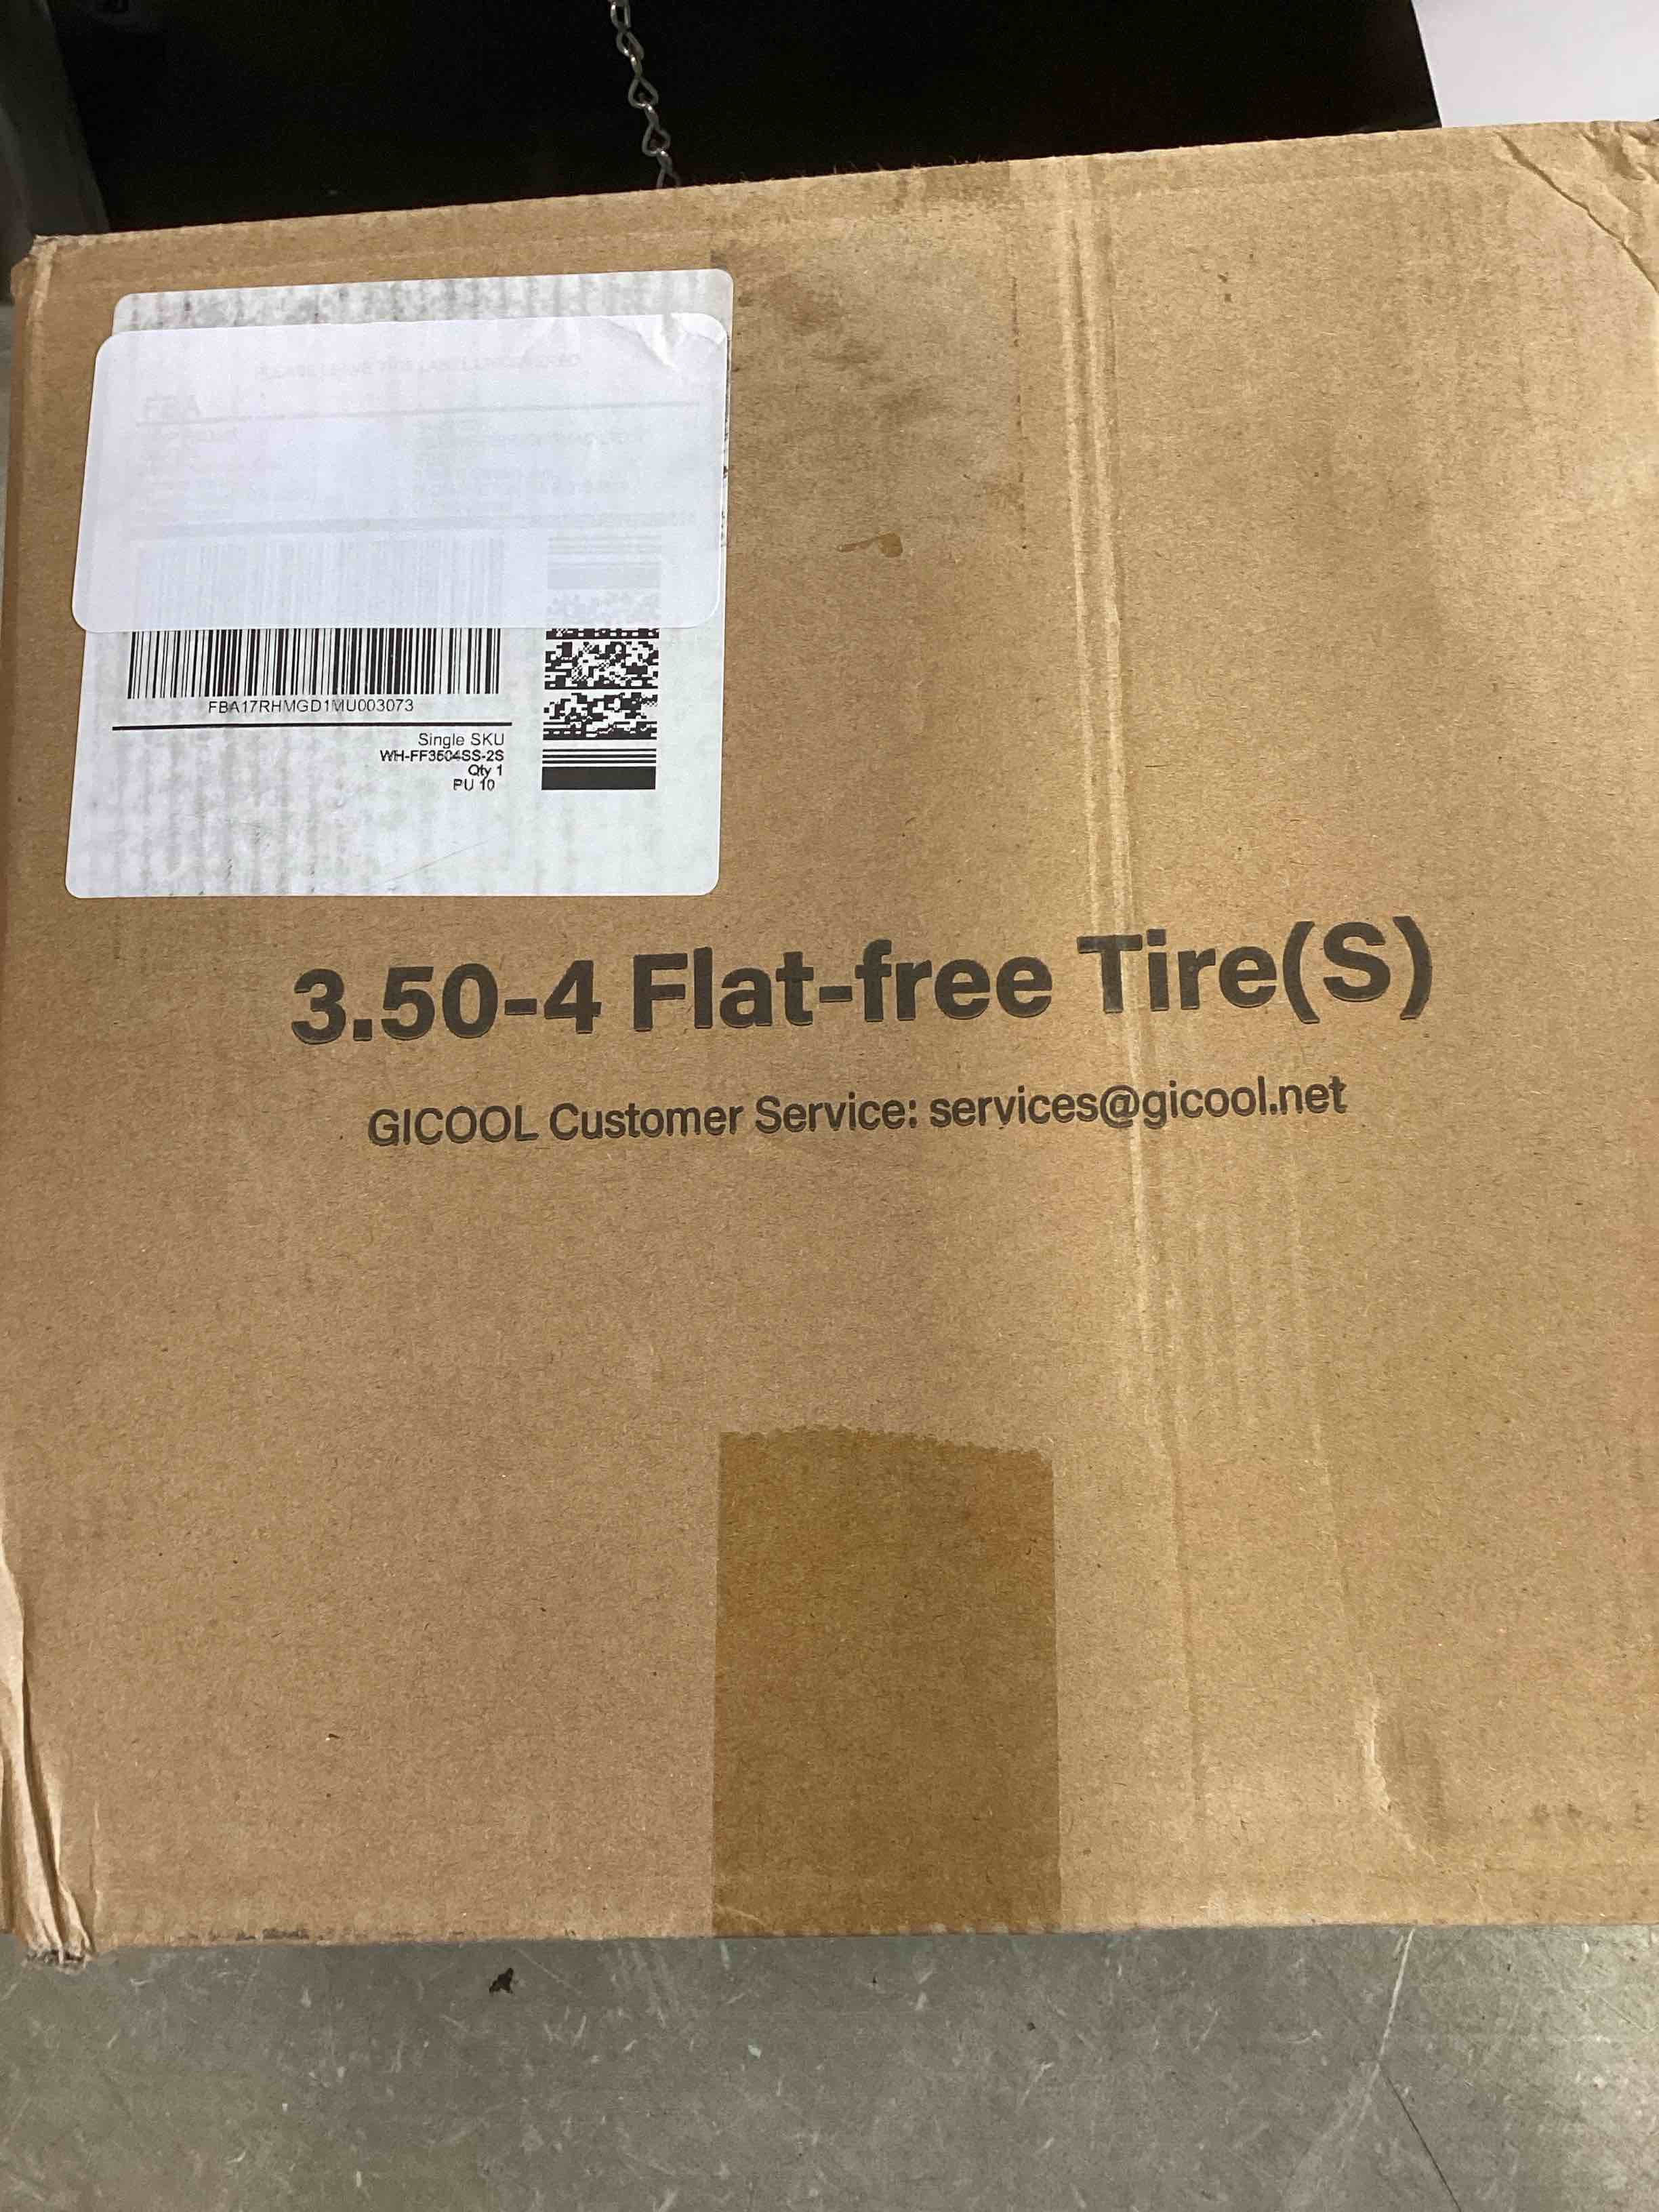 FBA
FBA17RHMGD1MU003073
Single SKU
WH-FF3504SS-2S
Qty 1
PU 10
3.50-4 Flat-free Tire(S)
GICOOL Customer Service: services@gicool.net